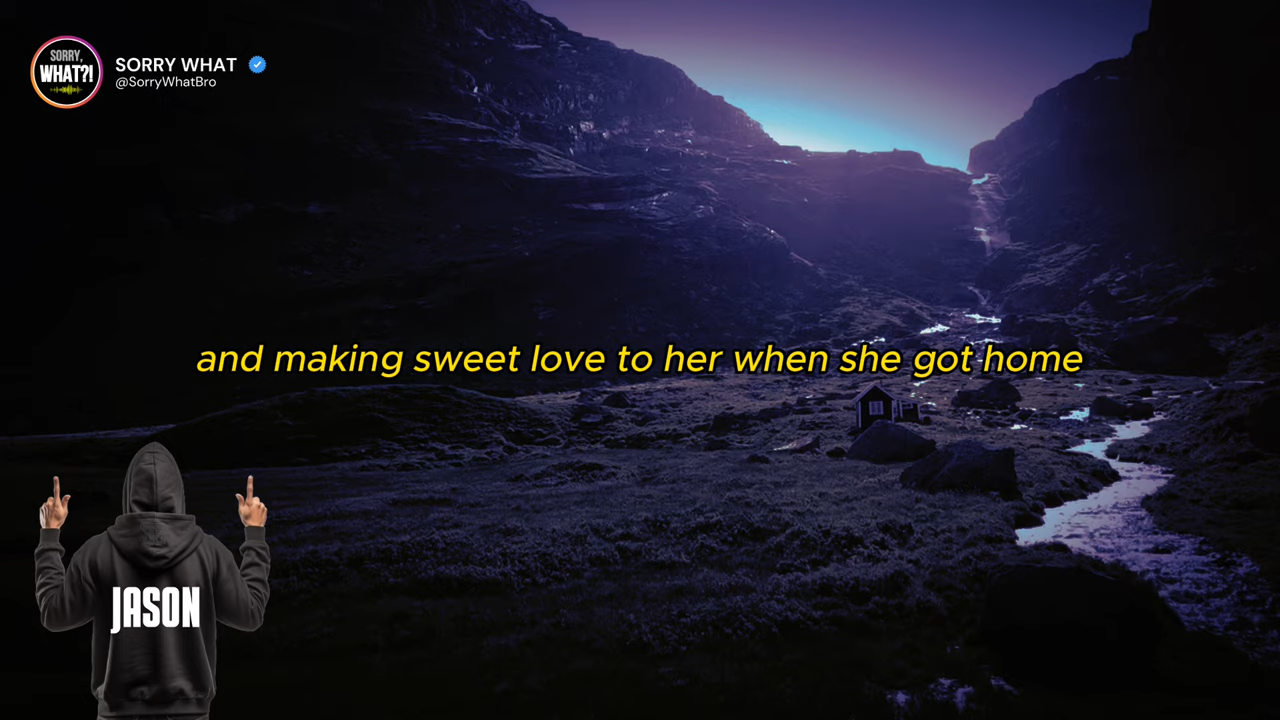 SORRY,
WHAT?!
SORRY WHAT
@SorryWhatBro
and making sweet love to her when she got home
JASON